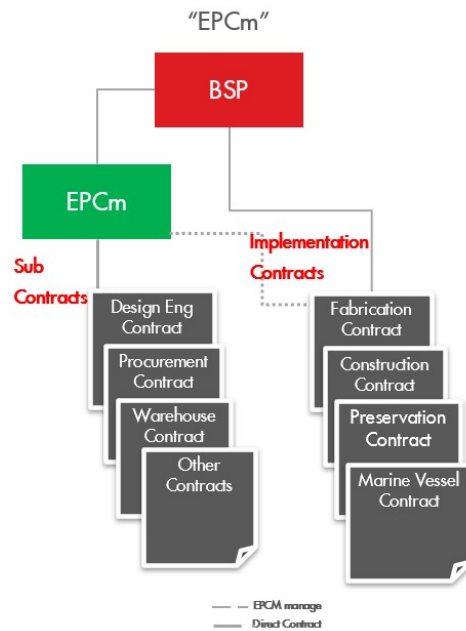 "EPCm"
BSP
EPCm
Sub
Contracts
Implementation
Contracts
Design Eng
Contract
Procurement
Contract
Warehouse
Contract
Other
Contracts
Fabrication
Contract
Construction
Contract
Preservation
Contract
Marine Vessel
Contract
EPCM manage
Direct Contract